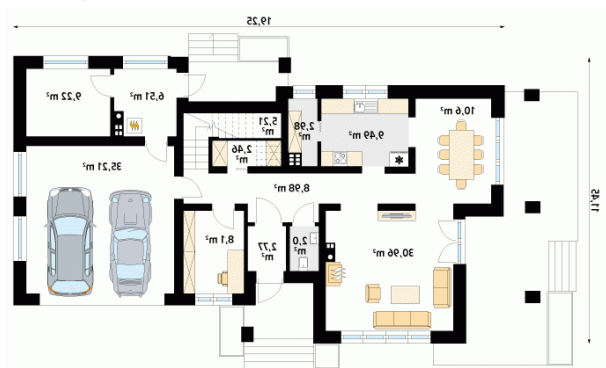 19,25
9,22 m²
6,51 m²
5,21
m²
2,98
m²
9,49 m²
10,6 m²
2,46
m²
35,21 m²
8,98 m²
11,45
8,1 m²
2,77
m²
2,0
m²
30,96 m²